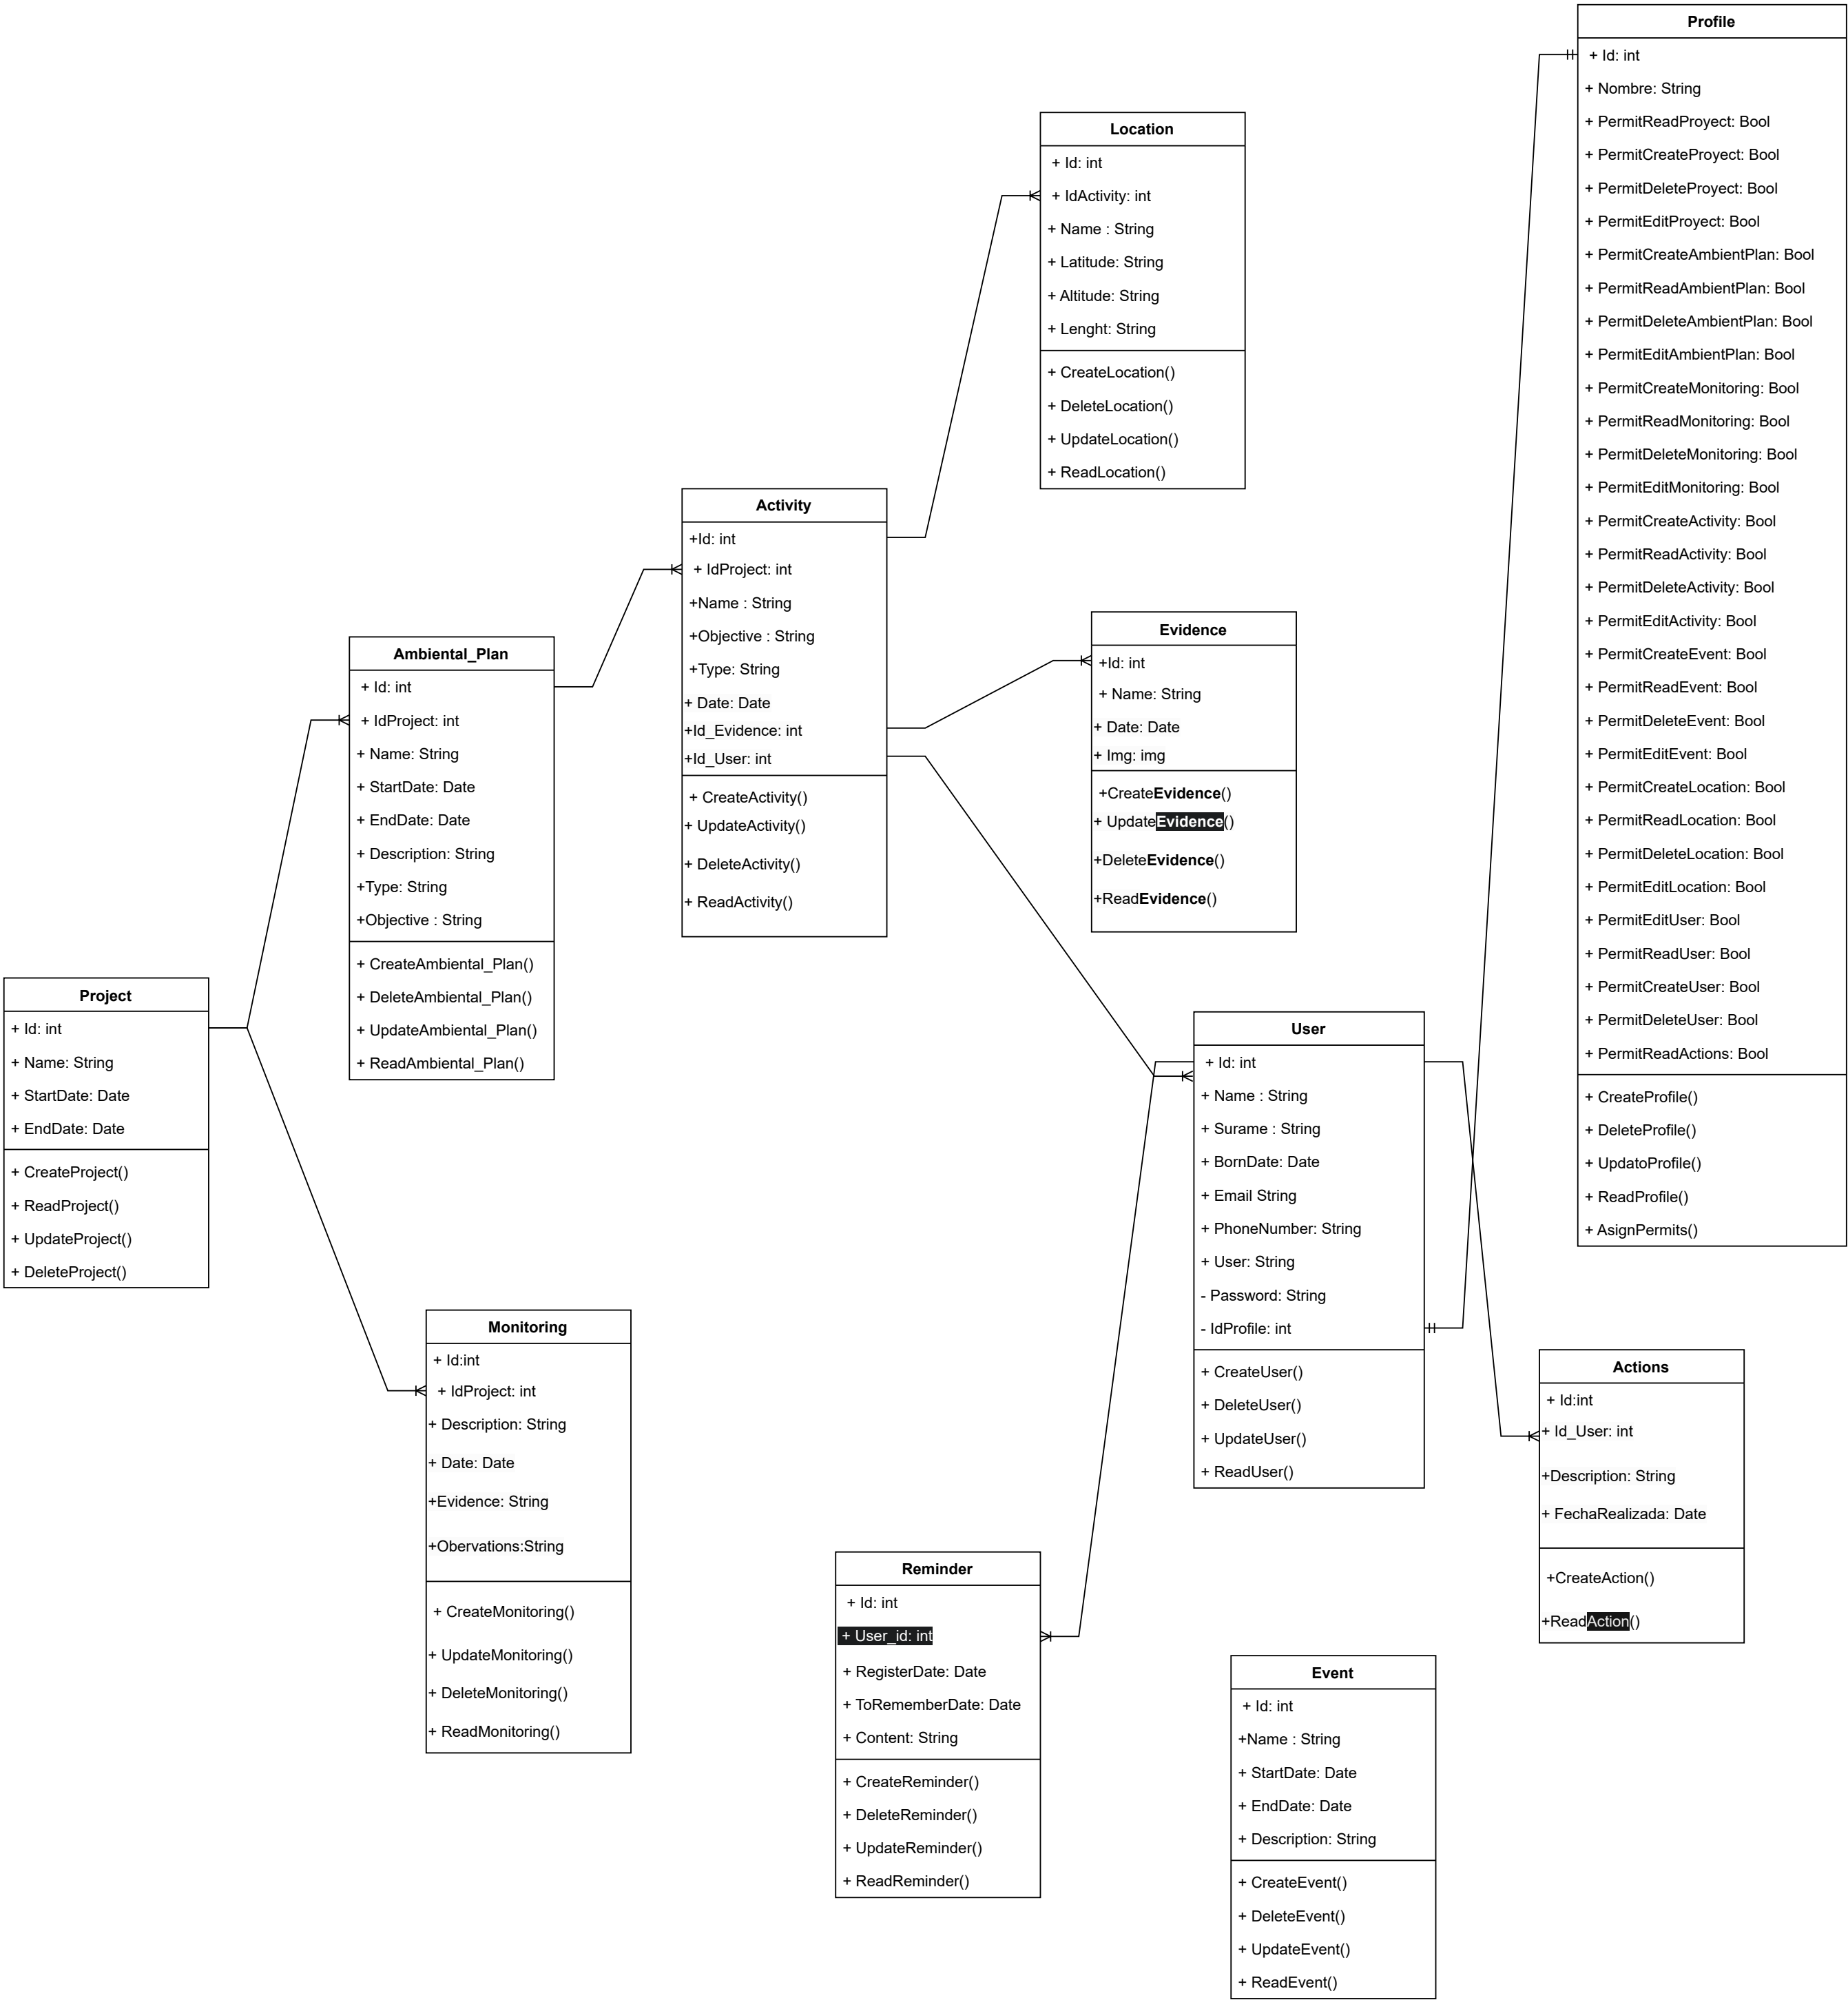 Profile
+ Id: int
+ Nombre: String
+ PermitReadProyect: Bool
+ PermitCreateProyect: Bool
+ PermitDeleteProyect: Bool
+ PermitEditProyect: Bool
+ PermitCreateAmbientPlan: Bool
+ PermitReadAmbientPlan: Bool
+ PermitDeleteAmbientPlan: Bool
+ PermitEditAmbientPlan: Bool
+ PermitCreateMonitoring: Bool
+ PermitReadMonitoring: Bool
+ PermitDeleteMonitoring: Bool
+ PermitEditMonitoring: Bool
+ PermitCreateActivity: Bool
+ PermitReadActivity: Bool
+ PermitDeleteActivity: Bool
+ PermitEditActivity: Bool
+ PermitCreateEvent: Bool
+ PermitReadEvent: Bool
+ PermitDeleteEvent: Bool
+ PermitEditEvent: Bool
+ PermitCreateLocation: Bool
+ PermitReadLocation: Bool
+ PermitDeleteLocation: Bool
+ PermitEditLocation: Bool
+ PermitEditUser: Bool
+ PermitReadUser: Bool
+ PermitCreateUser: Bool
+ PermitDeleteUser: Bool
+ PermitReadActions: Bool
+ CreateProfile()
+ DeleteProfile()
+ UpdatoProfile()
+ ReadProfile()
+ AsignPermits()
Location
+ Id: int
+ IdActivity: int
+ Name : String
+ Latitude: String
+ Altitude: String
+ Lenght: String
+ CreateLocation()
+ DeleteLocation()
+ UpdateLocation()
+ ReadLocation()
Activity
+Id: int
+ IdProject: int
+Name : String
+Objective : String
+Type: String
+ Date: Date
+Id_Evidence: int
+Id_User: int
+ CreateActivity()
+ UpdateActivity()
+ DeleteActivity()
+ ReadActivity()
Evidence
+Id: int
+ Name: String
+ Date: Date
+ Img: img
+CreateEvidence()
+ UpdateEvidence()
+DeleteEvidence()
+ReadEvidence()
Ambiental_Plan
+ Id: int
+ IdProject: int
+ Name: String
+ StartDate: Date
+ EndDate: Date
+ Description: String
+Type: String
+Objective : String
+ CreateAmbiental_Plan()
+ DeleteAmbiental_Plan()
+ UpdateAmbiental_Plan()
+ ReadAmbiental_Plan()
Project
+ Id: int
+ Name: String
+ StartDate: Date
+ EndDate: Date
+ CreateProject()
+ ReadProject()
+ UpdateProject()
+ DeleteProject()
User
+ Id: int
+ Name : String
+ Surame : String
+ BornDate: Date
+ Email String
+ PhoneNumber: String
+ User: String
- Password: String
- IdProfile: int
+ CreateUser()
+ DeleteUser()
+ UpdateUser()
+ ReadUser()
Monitoring
+ Id:int
+ IdProject: int
+ Description: String
+ Date: Date
+Evidence: String
+Obervations:String
+ CreateMonitoring()
+ UpdateMonitoring()
+ DeleteMonitoring()
+ ReadMonitoring()
Actions
+ Id:int
+ Id_User: int
+Description: String
+ FechaRealizada: Date
+CreateAction()
+ReadAction()
Reminder
+ Id: int
+ User_id: int
+ RegisterDate: Date
+ ToRememberDate: Date
+ Content: String
+ CreateReminder()
+ DeleteReminder()
+ UpdateReminder()
+ ReadReminder()
Event
+ Id: int
+Name : String
+ StartDate: Date
+ EndDate: Date
+ Description: String
+ CreateEvent()
+ DeleteEvent()
+ UpdateEvent()
+ ReadEvent()